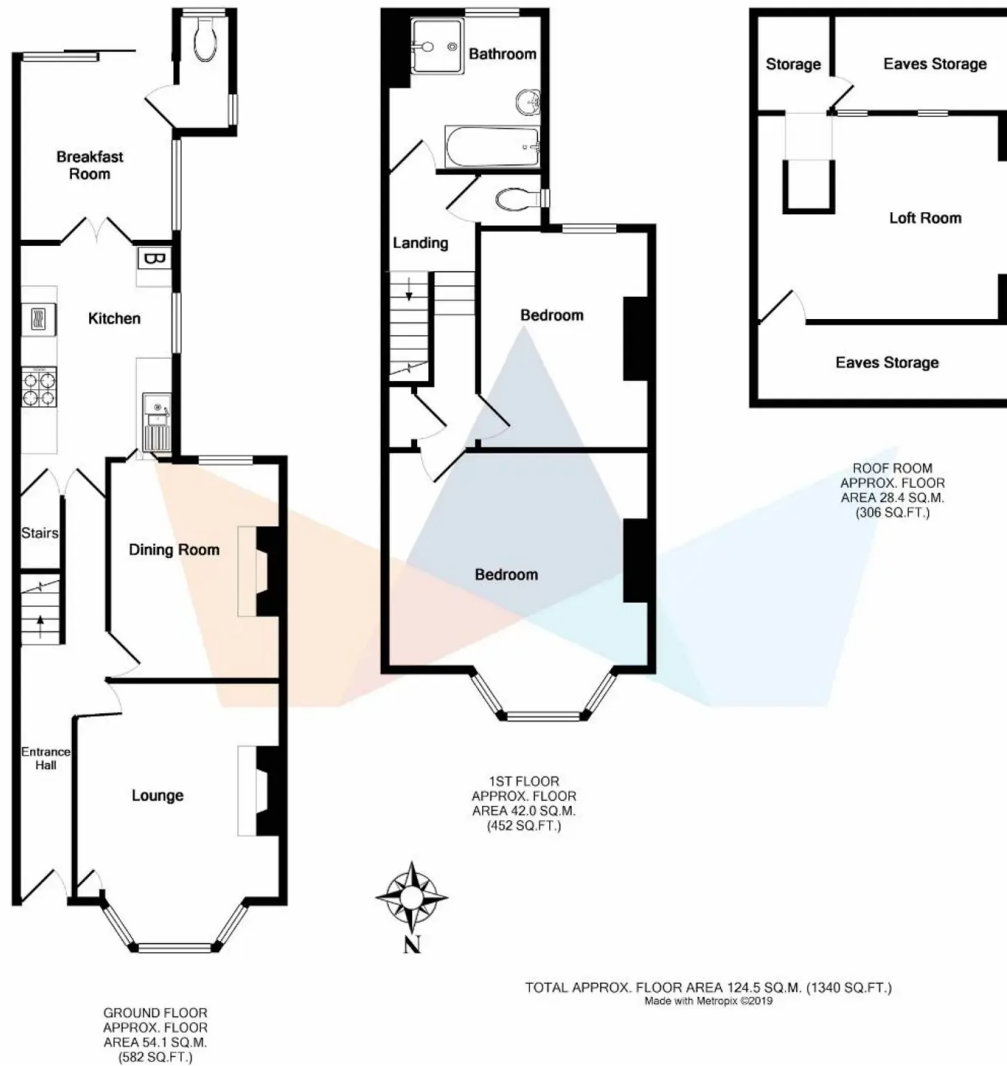 Breakfast
Room
Kitchen
B
Stairs
Dining Room
Entrance
Hall
Lounge
GROUND FLOOR
APPROX. FLOOR
AREA 54.1 SQ.M.
(582 SQ.FT.)
Bathroom
Landing
Bedroom
Bedroom
1ST FLOOR
APPROX. FLOOR
AREA 42.0 SQ.M.
(452 SQ.FT.)
N
Storage
Eaves Storage
Loft Room
Eaves Storage
ROOF ROOM
APPROX. FLOOR
AREA 28.4 SQ.M.
(306 SQ.FT.)
TOTAL APPROX. FLOOR AREA 124.5 SQ.M. (1340 SQ.FT.)
Made with Metropix ©2019